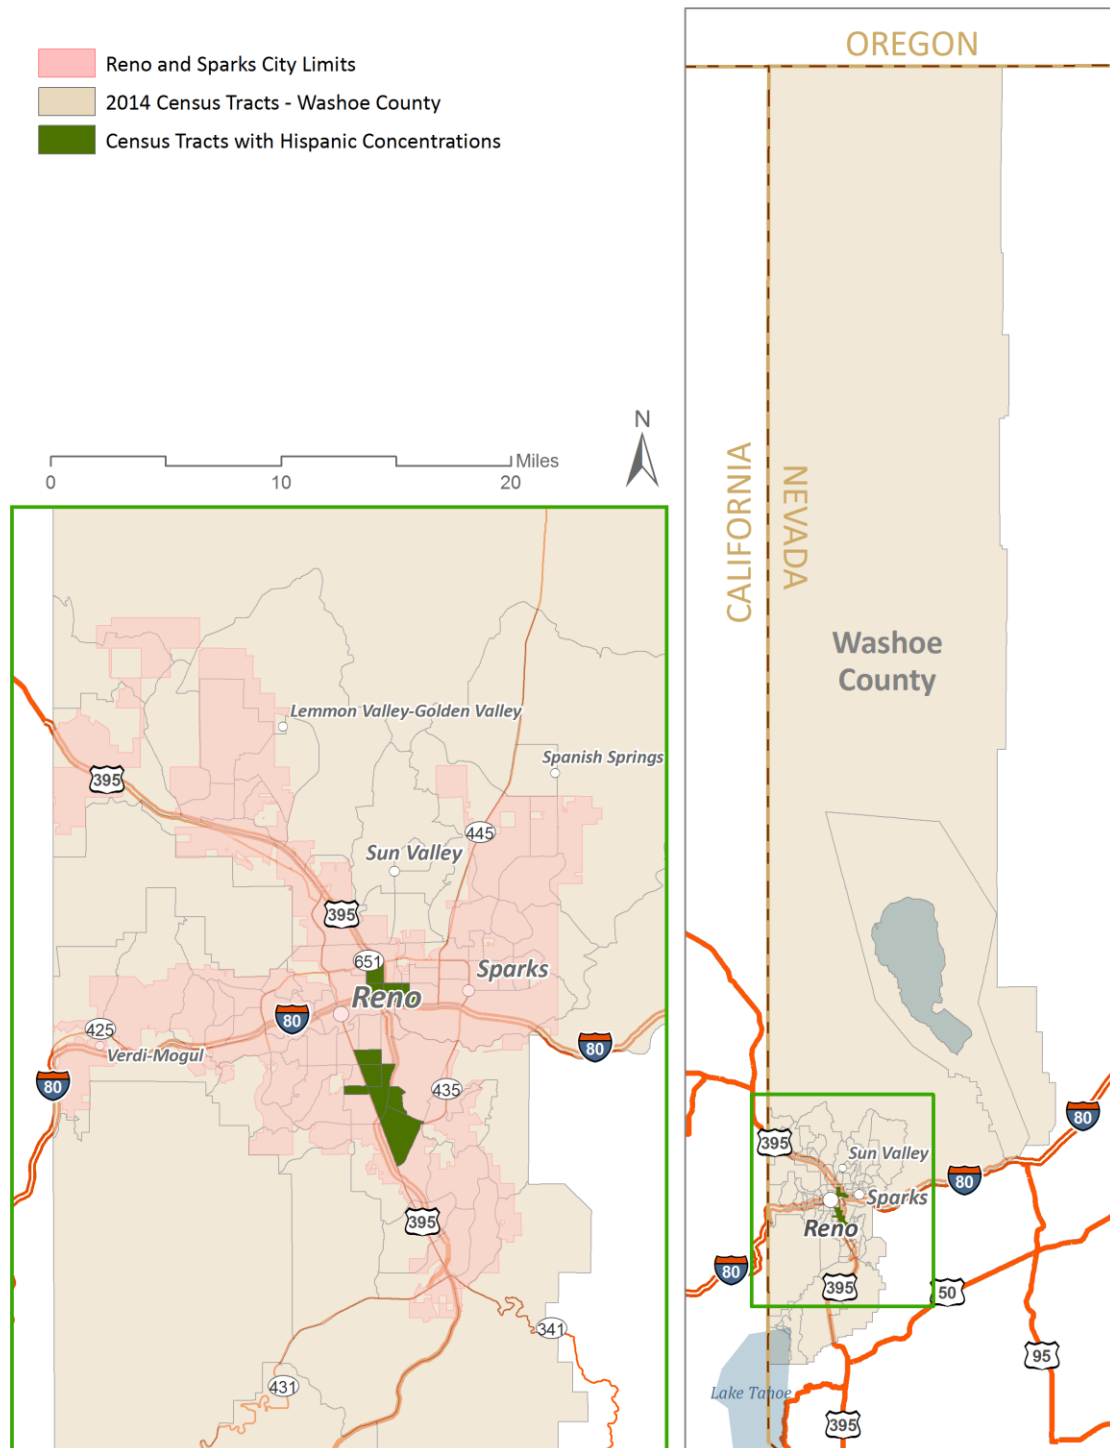 Reno and Sparks City Limits
2014 Census Tracts - Washoe County
Census Tracts with Hispanic Concentrations
N
Miles
0
10
20
Lemmon Valley-Golden Valley
Spanish Springs
395
445
Sun Valley
395
651
Sparks
Reno
80
425
Verdi-Mogul
80
80
435
395
341
431
OREGON
CALIFORNIA
NEVADA
Washoe
County
80
395
Sun Valley
80
Sparks
Reno
80
395
50
95
Lake Tahoe
395